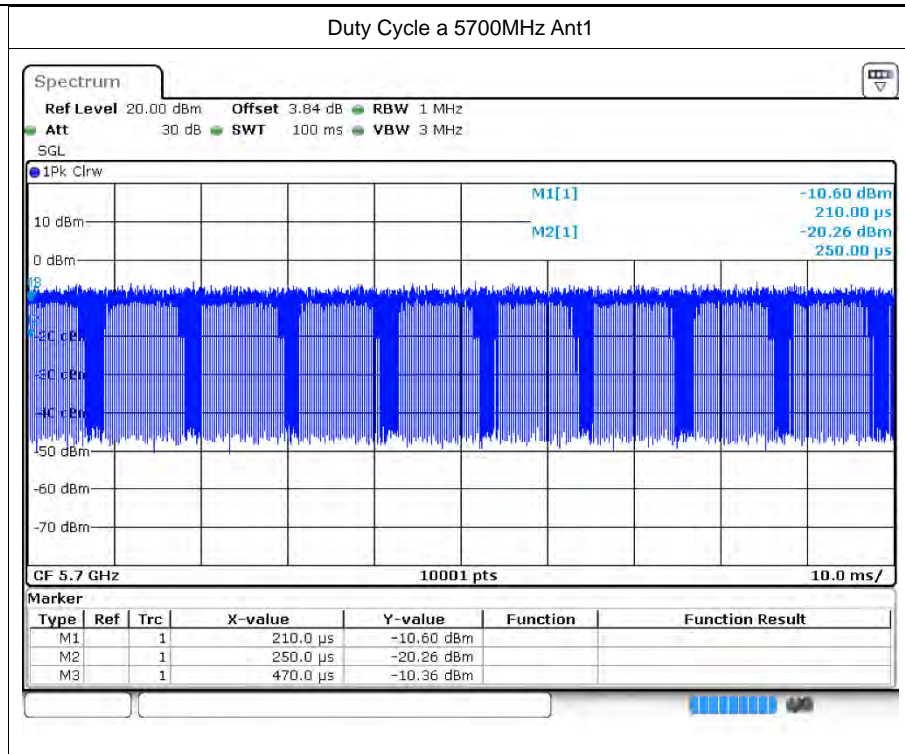 Duty Cycle a 5700MHz Ant1
Spectrum
Ref Level 20.00 dBm Offset 3.84 dB RBW 1 MHz
Att 30 dB SWT 100 ms VBW 3 MHz
SGL
1Pk Clrw
M1[1] -10.60 dBm
210.00 µs
10 dBm
M2[1] -20.26 dBm
250.00 µs
0 dBm
-50 dBm
-60 dBm
-70 dBm
CF 5.7 GHz 10001 pts 10.0 ms/
Marker
Type Ref Trc X-value Y-value Function Function Result
M1 1 210.0 µs -10.60 dBm
M2 1 250.0 µs -20.26 dBm
M3 1 470.0 µs -10.36 dBm